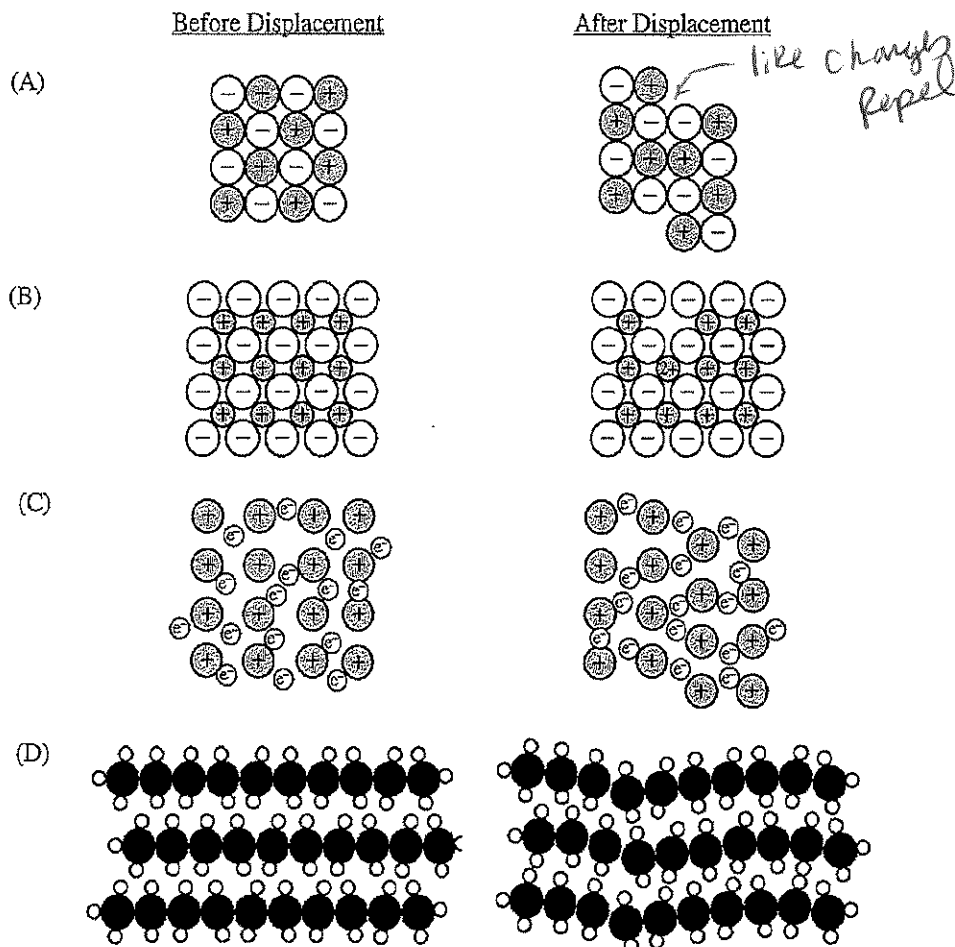 Before Displacement After Displacement
like charges
Repel
(A)
(B)
(C)
(D)